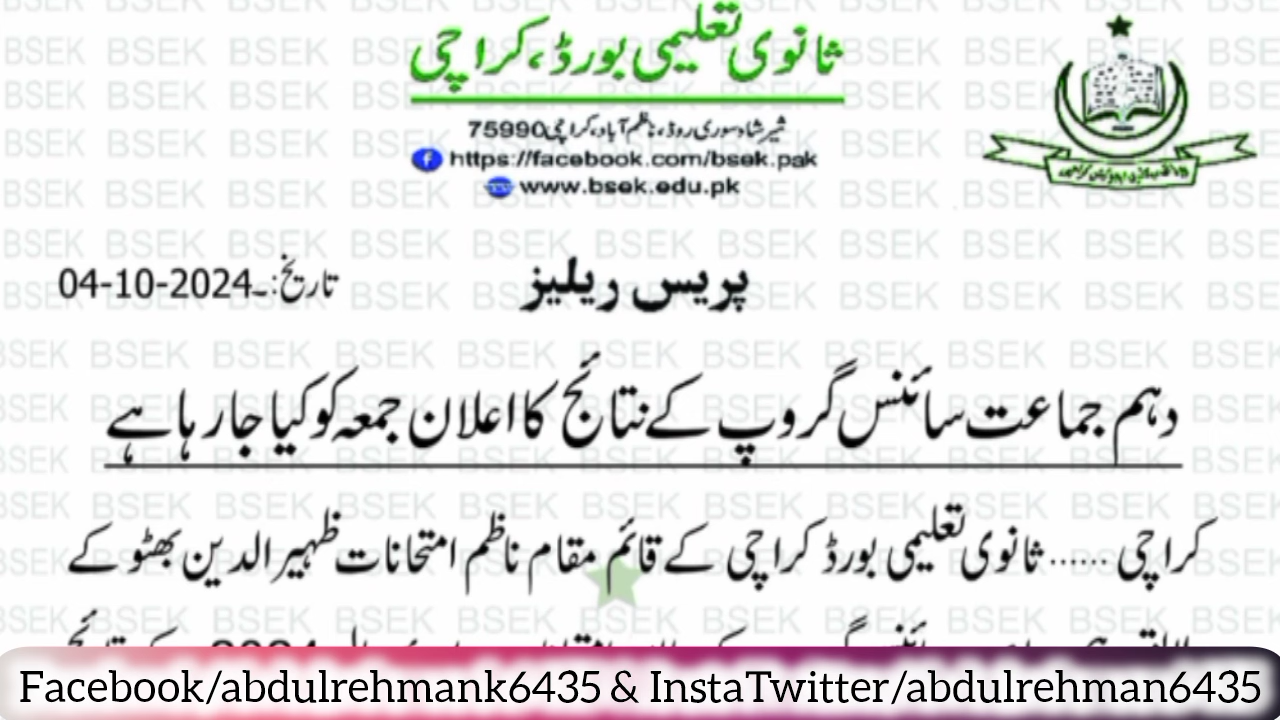 ثانوی تعلیمی بورڈ، کراچی
شیر شاہ سوری روڈ، ناظم آباد، کراچی 75990
https://facebook.com/bsek.pak
www.bsek.edu.pk
پریس ریلیز
تاریخ:۔04-10-2024
دہم جماعت سائنس گروپ کے نتائج کا اعلان جمعہ کو کیا جا رہا ہے
کراچی ...... ثانوی تعلیمی بورڈ کراچی کے قائم مقام ناظم امتحانات ظہیر الدین بھٹو کے
Facebook/abdulrehmank6435 & InstaTwitter/abdulrehman6435